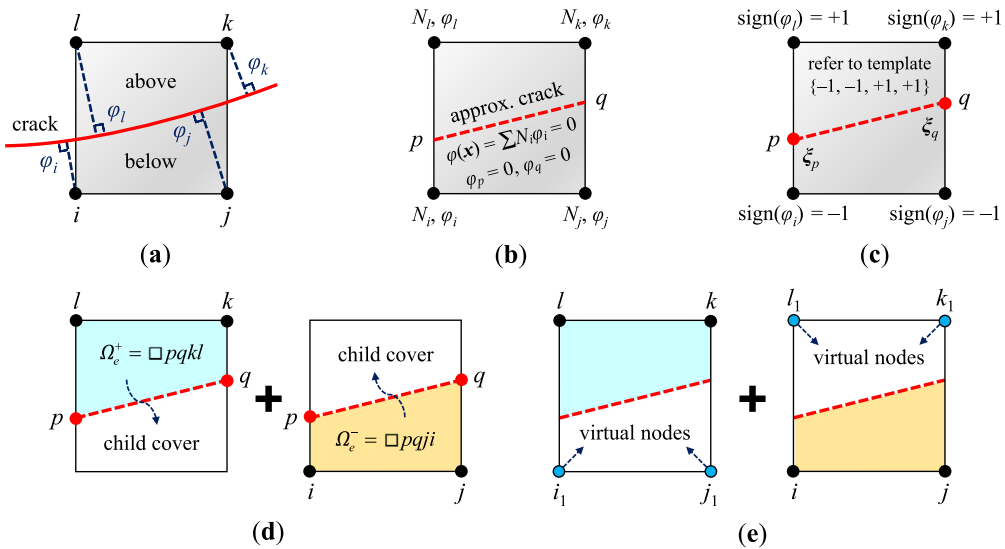 l
k
φₖ
above
φₗ
crack
φⱼ
φᵢ
below
i
j
(a)
Nₗ, φₗ
Nₖ, φₖ
approx. crack
q
p
φ(x) = ∑Nᵢφᵢ = 0
φₚ = 0, φ_q = 0
Nᵢ, φᵢ
Nⱼ, φⱼ
(b)
sign(φₗ) = +1
sign(φₖ) = +1
refer to template
{−1, −1, +1, +1}
q
p
ξ_q
ξₚ
sign(φᵢ) = −1
sign(φⱼ) = −1
(c)
l
k
Ωₑ⁺ = □pqkl
q
p
child cover
+
child cover
q
p
Ωₑ⁻ = □pqji
i
j
(d)
l
k
virtual nodes
i₁
j₁
+
l₁
k₁
virtual nodes
i
j
(e)